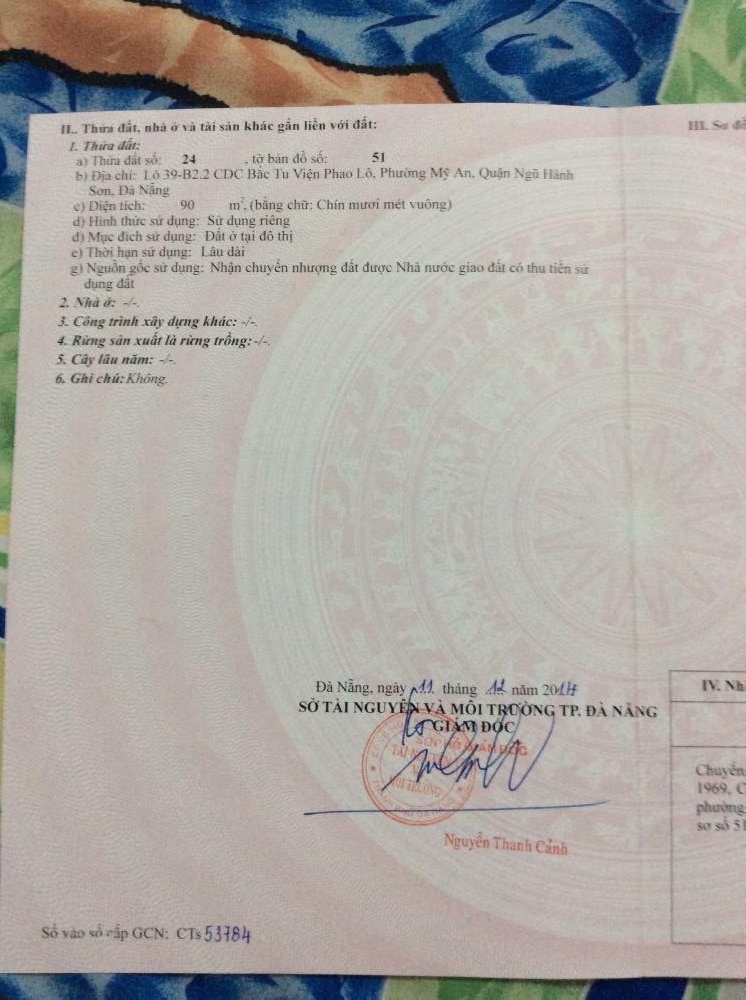 II.. Thửa đất, nhà ở và tài sản khác gắn liền với đất:
1. Thửa đất:
a) Thửa đất số: 24 , tờ bản đồ số: 51
b) Địa chỉ: Lô 39-B2.2 CDC Bắc Tu Viện Phao Lô, Phường Mỹ An, Quận Ngũ Hành
Sơn, Đà Nẵng
c) Diện tích: 90 m², (bằng chữ: Chín mươi mét vuông)
d) Hình thức sử dụng: Sử dụng riêng
đ) Mục đích sử dụng: Đất ở tại đô thị
e) Thời hạn sử dụng: Lâu dài
g) Nguồn gốc sử dụng: Nhận chuyển nhượng đất được Nhà nước giao đất có thu tiền sử
dụng đất
2. Nhà ở: -/-.
3. Công trình xây dựng khác: -/-.
4. Rừng sản xuất là rừng trồng: -/-.
5. Cây lâu năm: -/-.
6. Ghi chú: Không.
III. Sơ đồ
Đà Nẵng, ngày 11 tháng 12 năm 2014
SỞ TÀI NGUYÊN VÀ MÔI TRƯỜNG TP. ĐÀ NẴNG
GIÁM ĐỐC
Nguyễn Thanh Cảnh
Số vào sổ cấp GCN: CTs 53784
IV. Nh
Chuyển
1969, C
phường
sơ số 51